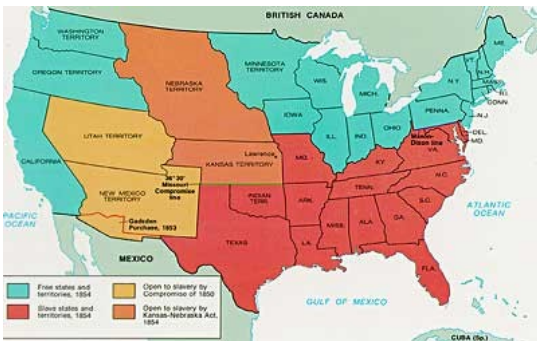 BRITISH CANADA
WASHINGTON
TERRITORY
OREGON TERRITORY
NEBRASKA
TERRITORY
MINNESOTA
TERRITORY
WIS.
MICH.
ME.
VT.
N.H.
MASS.
N.Y.
R.I.
CONN.
PENNA.
N.J.
IOWA
ILL.
IND.
OHIO
DEL.
MD.
Mason-
Dixon line
VA.
UTAH TERRITORY
CALIFORNIA
Lawrence
KANSAS TERRITORY
MO.
KY.
36°30'
Missouri
Compromise
line
NEW MEXICO
TERRITORY
INDIAN
TERR.
ARK.
TENN.
N.C.
S.C.
ATLANTIC
OCEAN
PACIFIC
OCEAN
Gadsden
Purchase, 1853
TEXAS
LA.
MISS.
ALA.
GA.
FLA.
MEXICO
GULF OF MEXICO
CUBA (Sp.)
Free states and
territories, 1854
Slave states and
territories, 1854
Open to slavery by
Compromise of 1850
Open to slavery by
Kansas-Nebraska Act,
1854